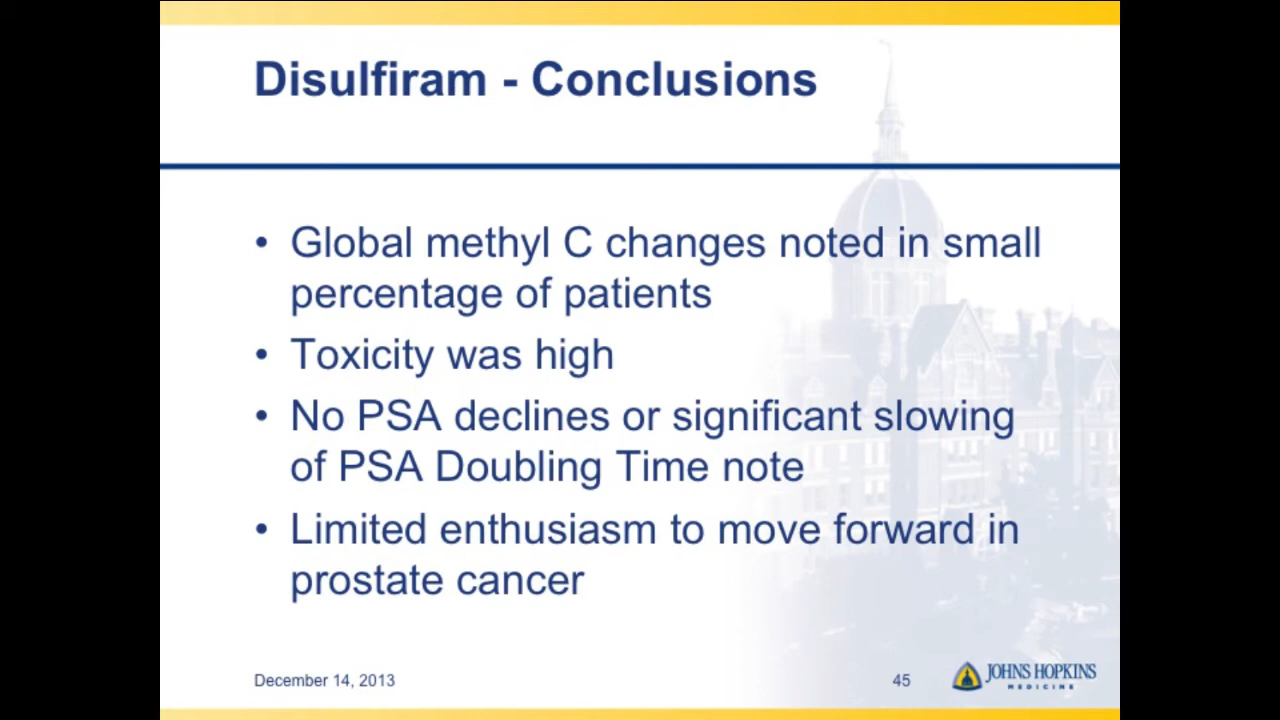 Disulfiram - Conclusions
• Global methyl C changes noted in small
percentage of patients
• Toxicity was high
• No PSA declines or significant slowing
of PSA Doubling Time note
• Limited enthusiasm to move forward in
prostate cancer
December 14, 2013
45
JOHNS HOPKINS
MEDICINE